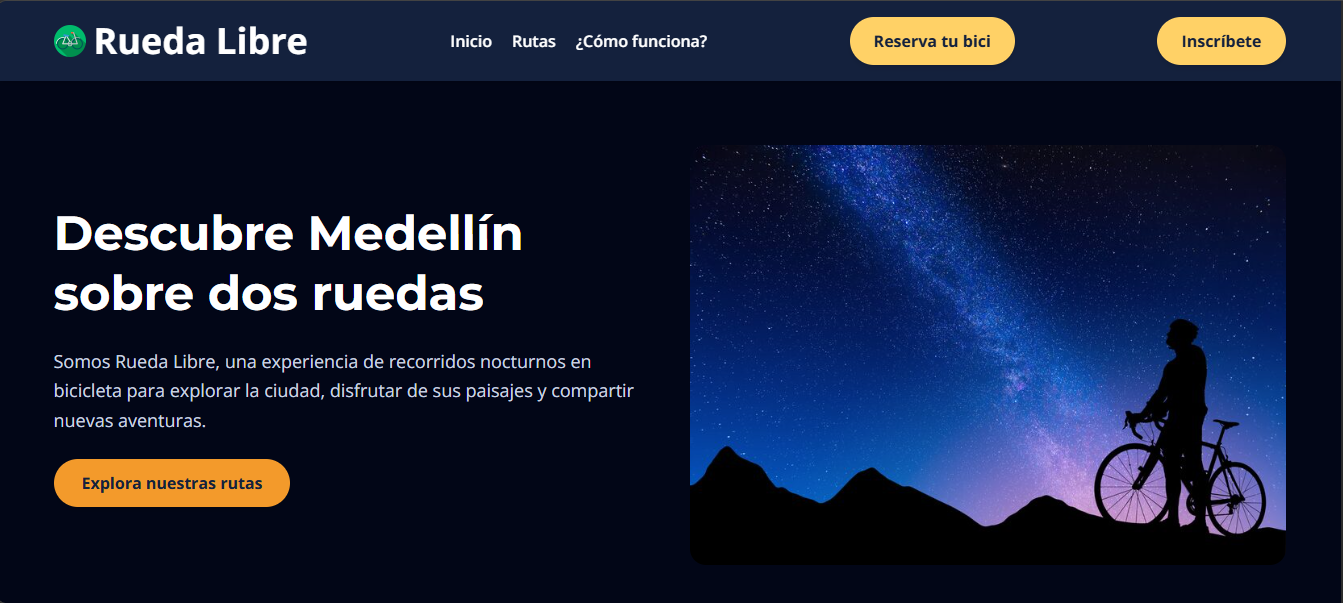 Rueda Libre
Inicio
Rutas
¿Cómo funciona?
Reserva tu bici
Inscríbete
Descubre Medellín
sobre dos ruedas
Somos Rueda Libre, una experiencia de recorridos nocturnos en
bicicleta para explorar la ciudad, disfrutar de sus paisajes y compartir
nuevas aventuras.
Explora nuestras rutas